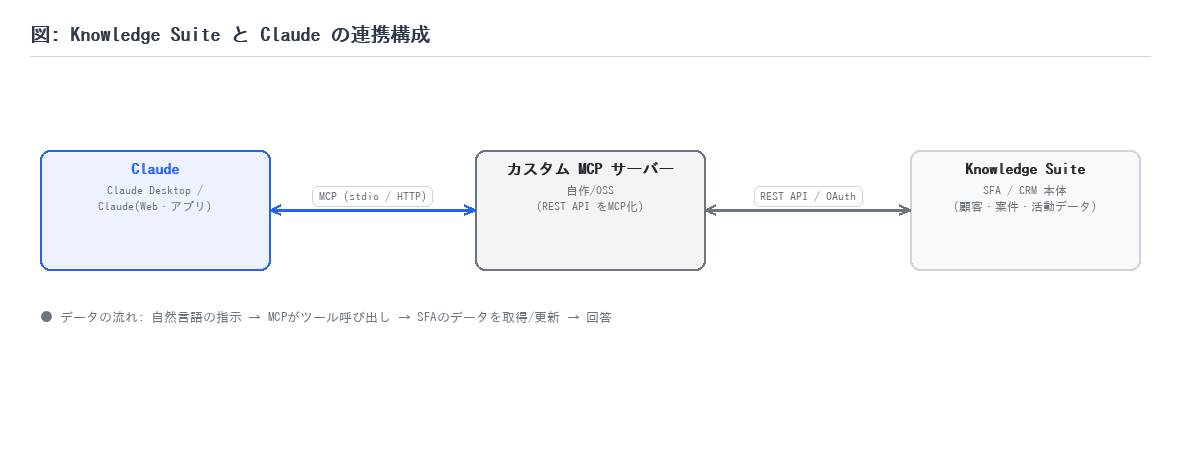 図: Knowledge Suite と Claude の連携構成
Claude
Claude Desktop /
Claude(Web・アプリ)
MCP (stdio / HTTP)
カスタム MCP サーバー
自作/OSS
(REST API をMCP化)
REST API / OAuth
Knowledge Suite
SFA / CRM 本体
(顧客・案件・活動データ)
● データの流れ: 自然言語の指示 → MCPがツール呼び出し → SFAのデータを取得/更新 → 回答